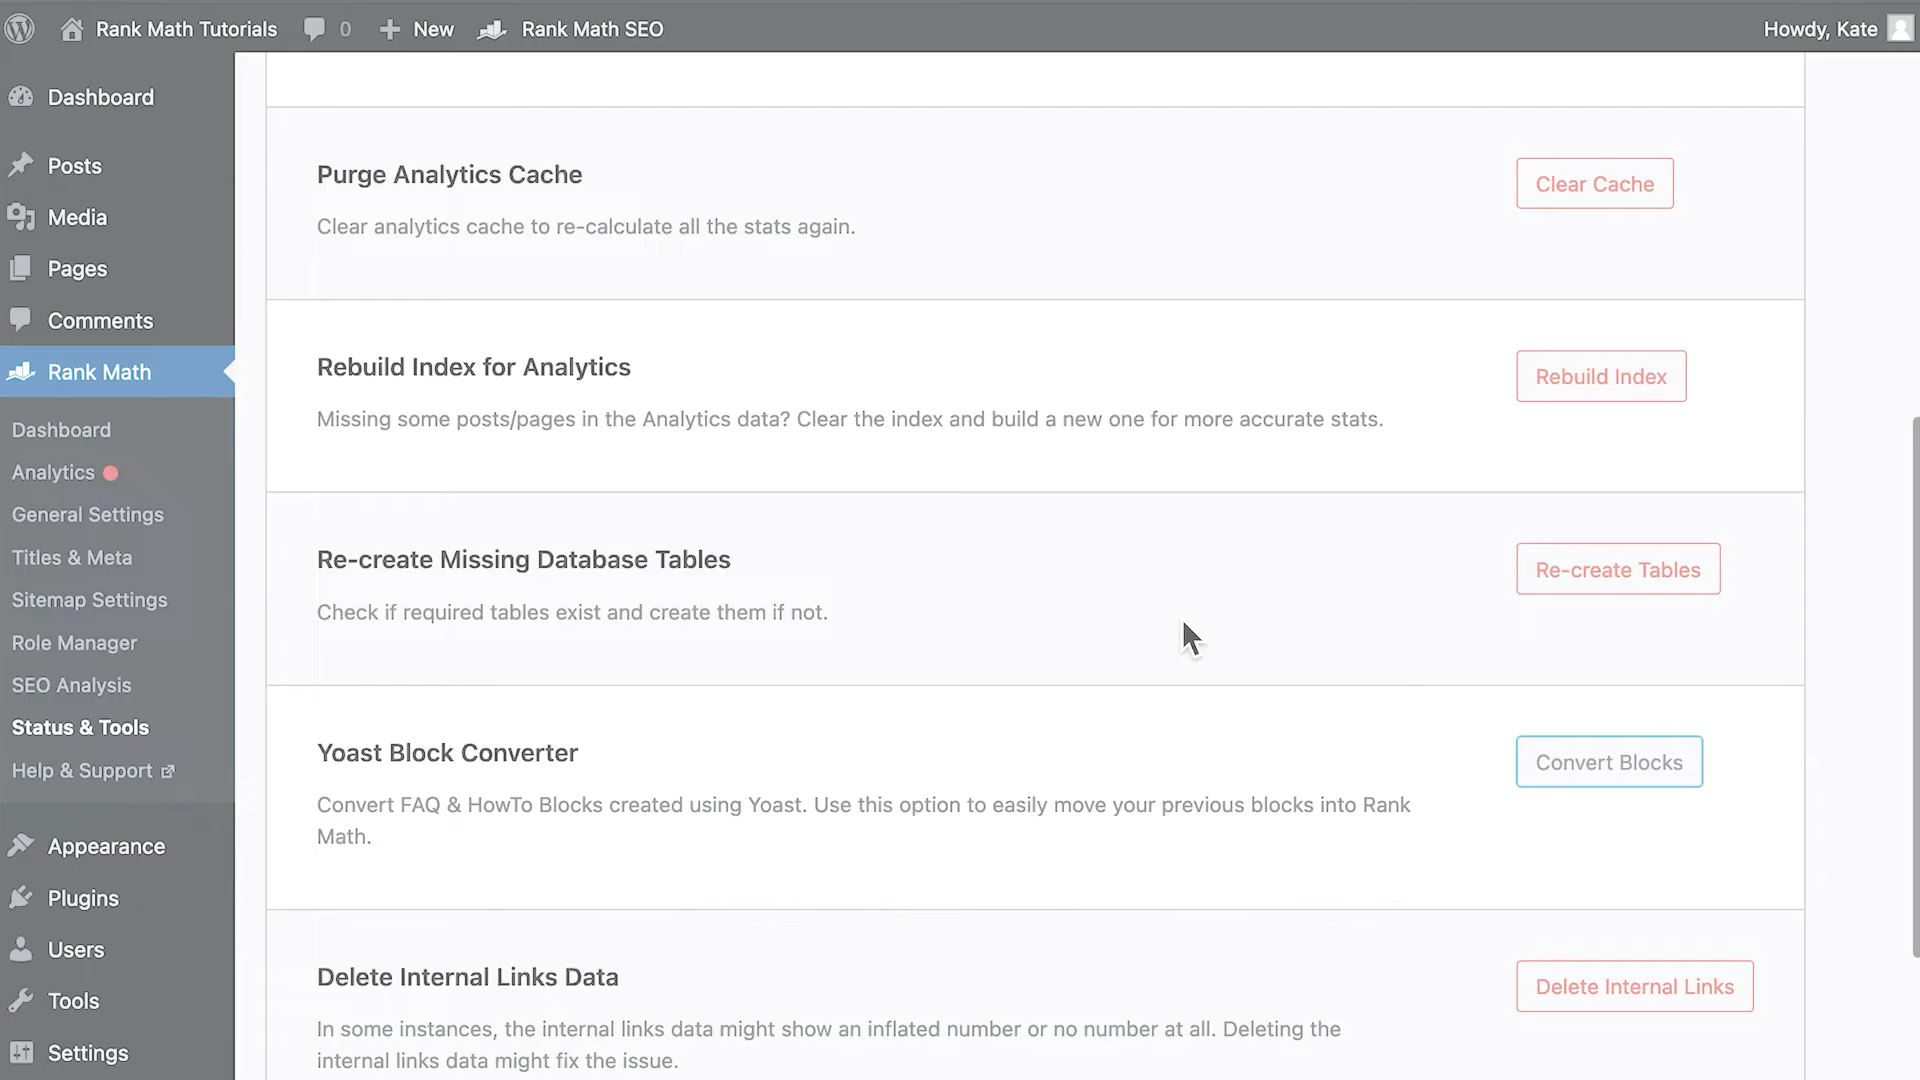 Rank Math Tutorials 0 New Rank Math SEO Howdy, Kate
Dashboard
Posts
Media
Pages
Comments
Rank Math
Dashboard
Analytics
General Settings
Titles & Meta
Sitemap Settings
Role Manager
SEO Analysis
Status & Tools
Help & Support
Appearance
Plugins
Users
Tools
Settings
Purge Analytics Cache
Clear analytics cache to re-calculate all the stats again.
Clear Cache
Rebuild Index for Analytics
Missing some posts/pages in the Analytics data? Clear the index and build a new one for more accurate stats.
Rebuild Index
Re-create Missing Database Tables
Check if required tables exist and create them if not.
Re-create Tables
Yoast Block Converter
Convert FAQ & HowTo Blocks created using Yoast. Use this option to easily move your previous blocks into Rank
Math.
Convert Blocks
Delete Internal Links Data
In some instances, the internal links data might show an inflated number or no number at all. Deleting the
internal links data might fix the issue.
Delete Internal Links